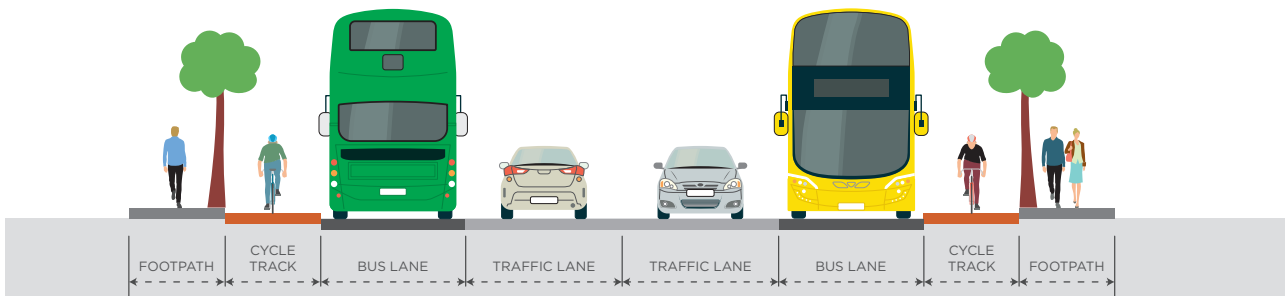 FOOTPATH
CYCLE
TRACK
BUS LANE
TRAFFIC LANE
TRAFFIC LANE
BUS LANE
CYCLE
TRACK
FOOTPATH